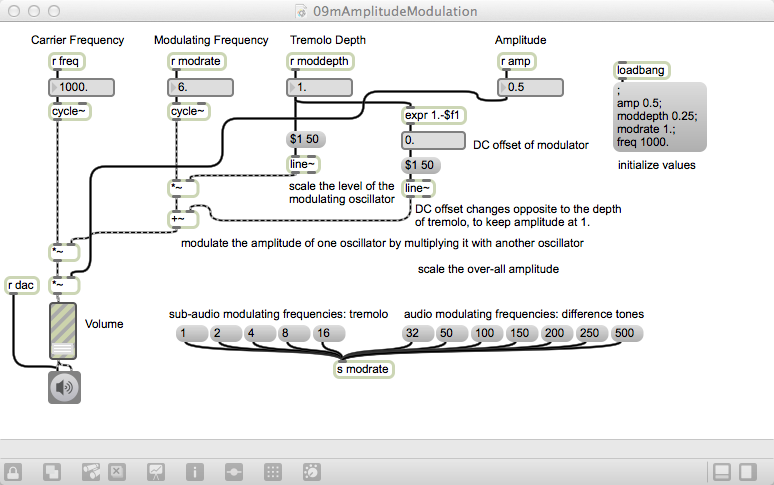 09mAmplitudeModulation
Carrier Frequency
Modulating Frequency
Tremolo Depth
Amplitude
r freq
r modrate
r moddepth
r amp
loadbang
1000.
6.
1.
0.5
;
amp 0.5;
moddepth 0.25;
modrate 1.;
freq 1000.
cycle~
cycle~
expr 1.-$f1
$1 50
0.
DC offset of modulator
line~
$1 50
initialize values
*~
scale the level of the
modulating oscillator
line~
+~
DC offset changes opposite to the depth
of tremolo, to keep amplitude at 1.
modulate the amplitude of one oscillator by multiplying it with another oscillator
*~
scale the over-all amplitude
r dac
*~
Volume
sub-audio modulating frequencies: tremolo
audio modulating frequencies: difference tones
1
2
4
8
16
32
50
100
150
200
250
500
s modrate